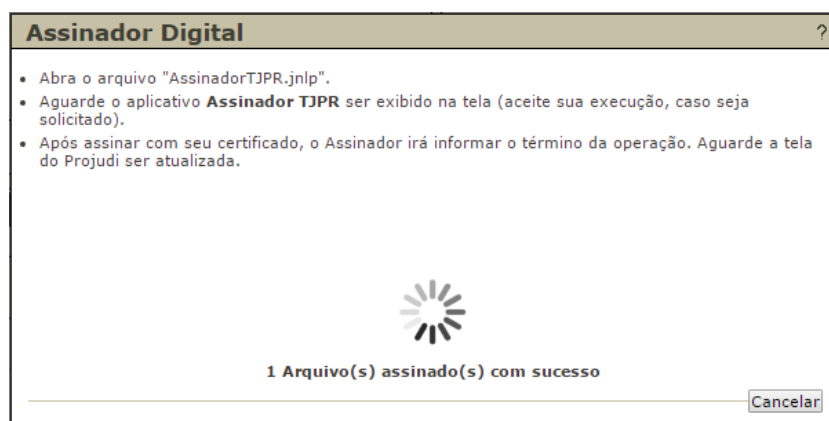 Assinador Digital ?
• Abra o arquivo "AssinadorTJPR.jnlp".
• Aguarde o aplicativo Assinador TJPR ser exibido na tela (aceite sua execução, caso seja
solicitado).
• Após assinar com seu certificado, o Assinador irá informar o término da operação. Aguarde a tela
do Projudi ser atualizada.
1 Arquivo(s) assinado(s) com sucesso
Cancelar